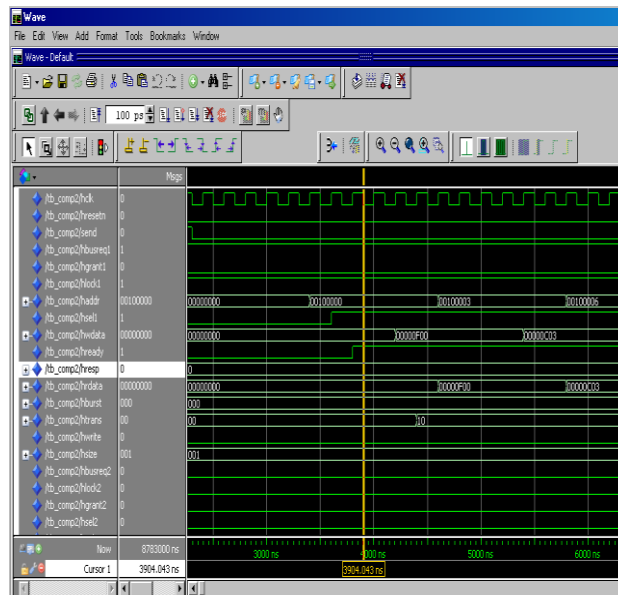 Wave
File Edit View Add Format Tools Bookmarks Window
Wave - Default
100 ps
Msgs
/tb_comp2/hclk 0
/tb_comp2/hresetn 0
/tb_comp2/send 0
/tb_comp2/hbusreq1 1
/tb_comp2/hgrant1 0
/tb_comp2/hlock1 1
/tb_comp2/haddr 00100000 00000000 00100000 00100003 00100006
/tb_comp2/hsel1 1
/tb_comp2/hwdata 00000000 00000000 00000F00 00000C03
/tb_comp2/hready 1
/tb_comp2/hresp 0 0
/tb_comp2/hrdata 00000000 00000000 00000F00 00000C03
/tb_comp2/hburst 000 000
/tb_comp2/htrans 00 00 10
/tb_comp2/hwrite 0
/tb_comp2/hsize 001 001
/tb_comp2/hbusreq2 0
/tb_comp2/hlock2 0
/tb_comp2/hgrant2 0
/tb_comp2/hsel2 0
Now 8783000 ns 3000 ns 4000 ns 5000 ns 6000 ns
Cursor 1 3904.043 ns 3904.043 ns